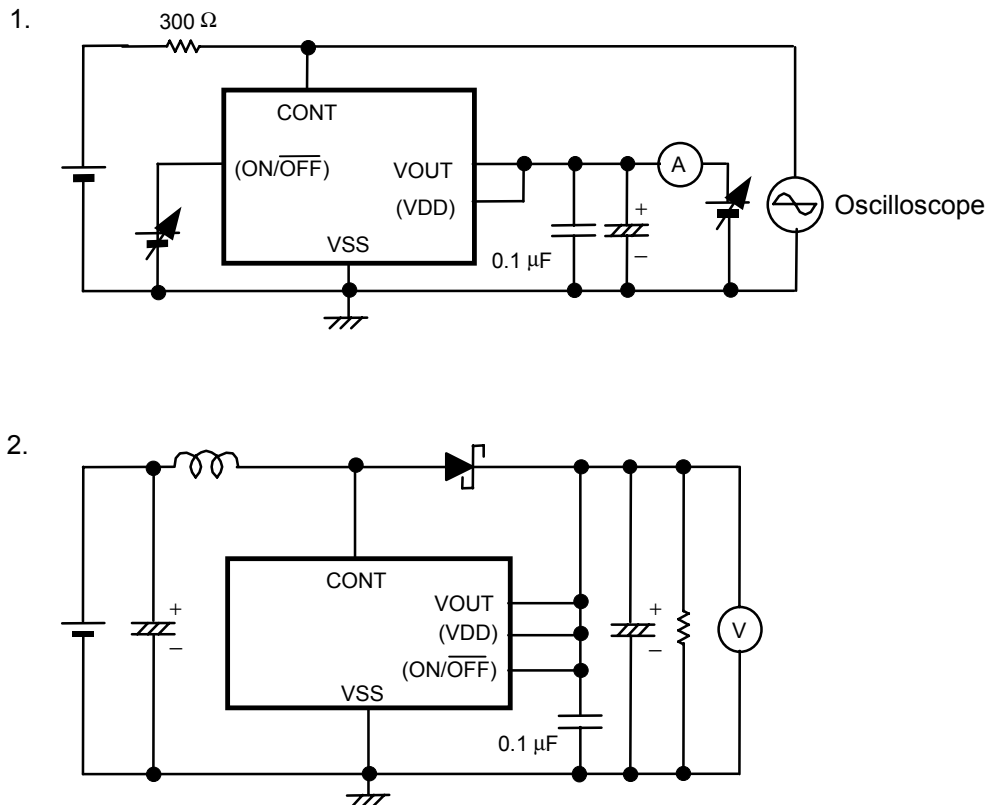 1.
300 Ω
CONT
(ON/OFF)
VOUT
(VDD)
VSS
0.1 μF
+
−
A
Oscilloscope
2.
CONT
VOUT
(VDD)
(ON/OFF)
VSS
0.1 μF
+
−
+
−
V